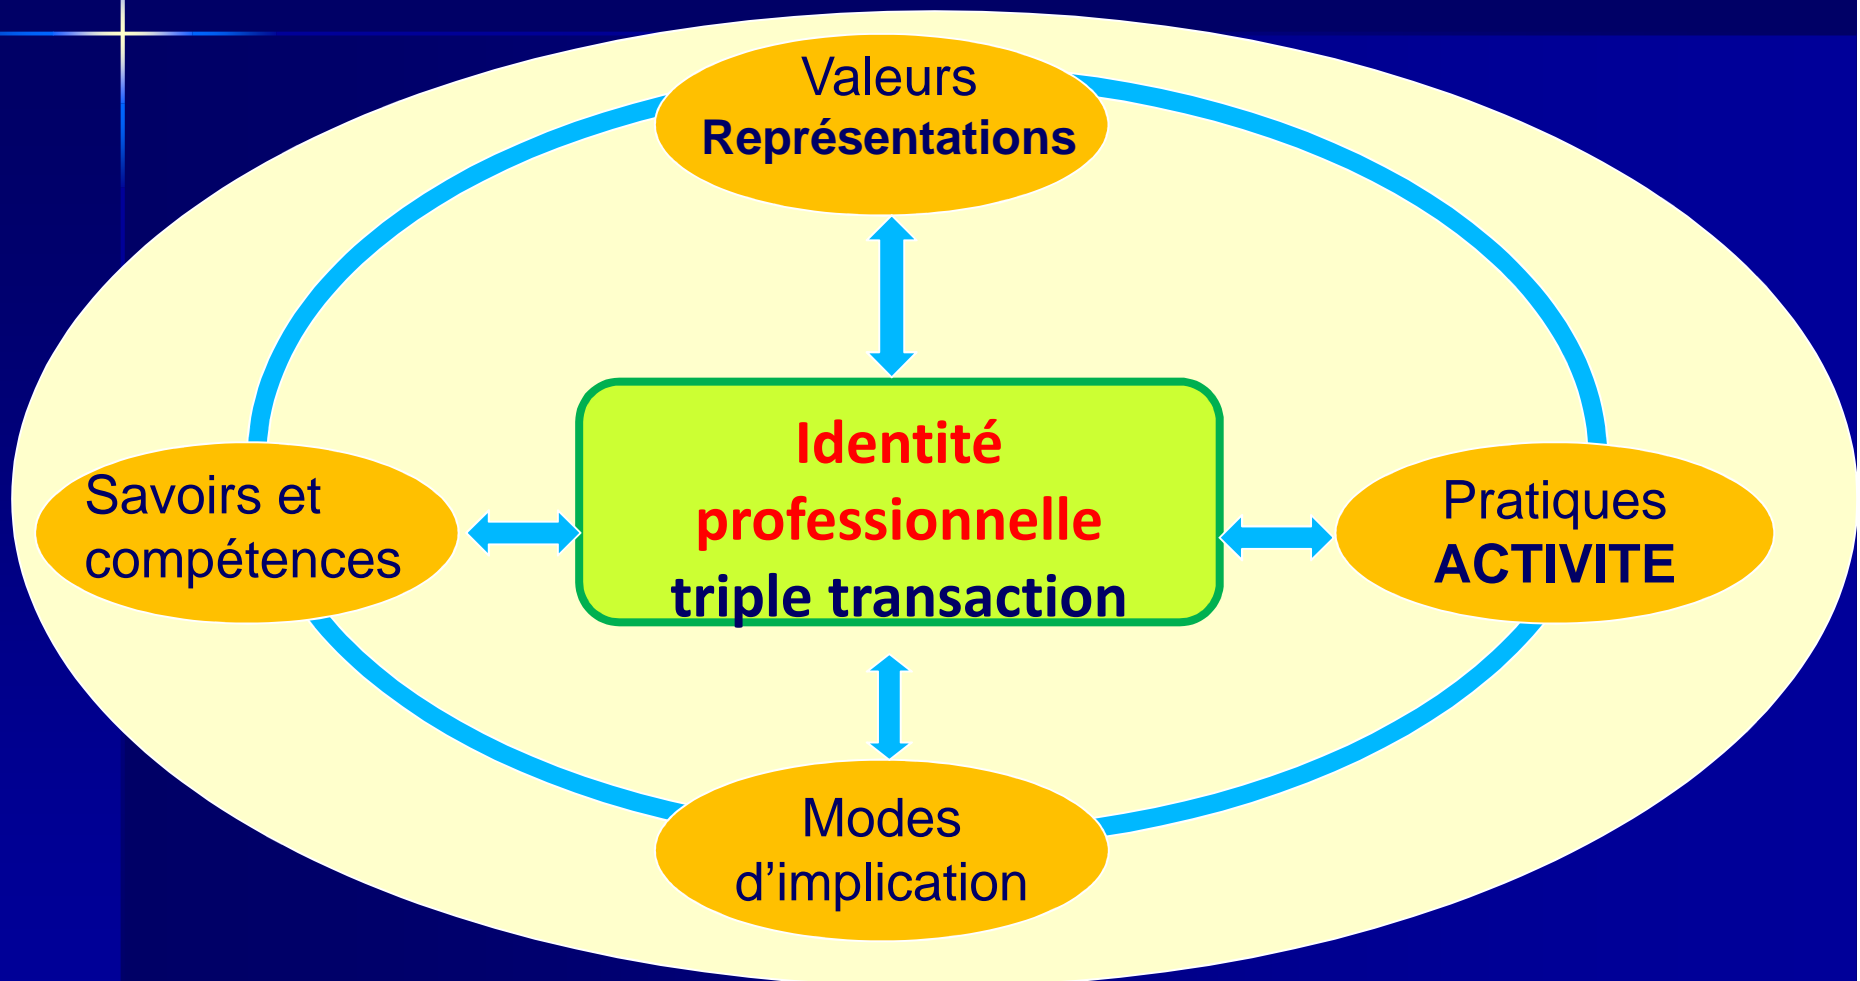 Valeurs
Représentations
Identité
professionnelle
triple transaction
Savoirs et
compétences
Pratiques
ACTIVITE
Modes
d’implication